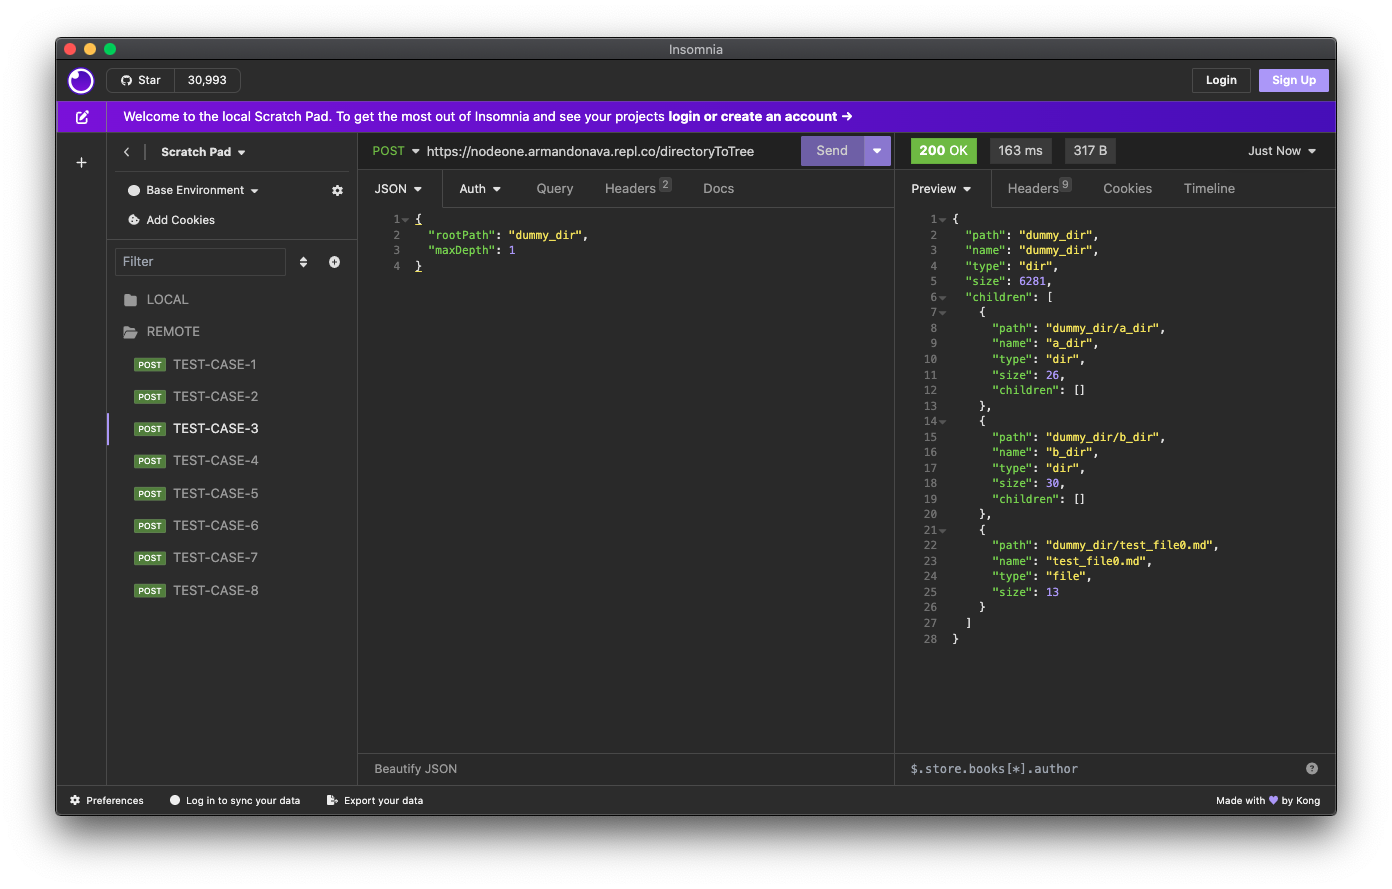 Insomnia
Star 30,993
Login Sign Up
Welcome to the local Scratch Pad. To get the most out of Insomnia and see your projects login or create an account →
Scratch Pad
Base Environment
Add Cookies
Filter
LOCAL
REMOTE
POST TEST-CASE-1
POST TEST-CASE-2
POST TEST-CASE-3
POST TEST-CASE-4
POST TEST-CASE-5
POST TEST-CASE-6
POST TEST-CASE-7
POST TEST-CASE-8
POST https://nodeone.armandonava.repl.co/directoryToTree Send
JSON Auth Query Headers 2 Docs
1 {
2 "rootPath": "dummy_dir",
3 "maxDepth": 1
4 }
Beautify JSON
200 OK 163 ms 317 B Just Now
Preview Headers 9 Cookies Timeline
1 {
2 "path": "dummy_dir",
3 "name": "dummy_dir",
4 "type": "dir",
5 "size": 6281,
6 "children": [
7 {
8 "path": "dummy_dir/a_dir",
9 "name": "a_dir",
10 "type": "dir",
11 "size": 26,
12 "children": []
13 },
14 {
15 "path": "dummy_dir/b_dir",
16 "name": "b_dir",
17 "type": "dir",
18 "size": 30,
19 "children": []
20 },
21 {
22 "path": "dummy_dir/test_file0.md",
23 "name": "test_file0.md",
24 "type": "file",
25 "size": 13
26 }
27 ]
28 }
$.store.books[*].author
Preferences Log in to sync your data Export your data Made with 💜 by Kong